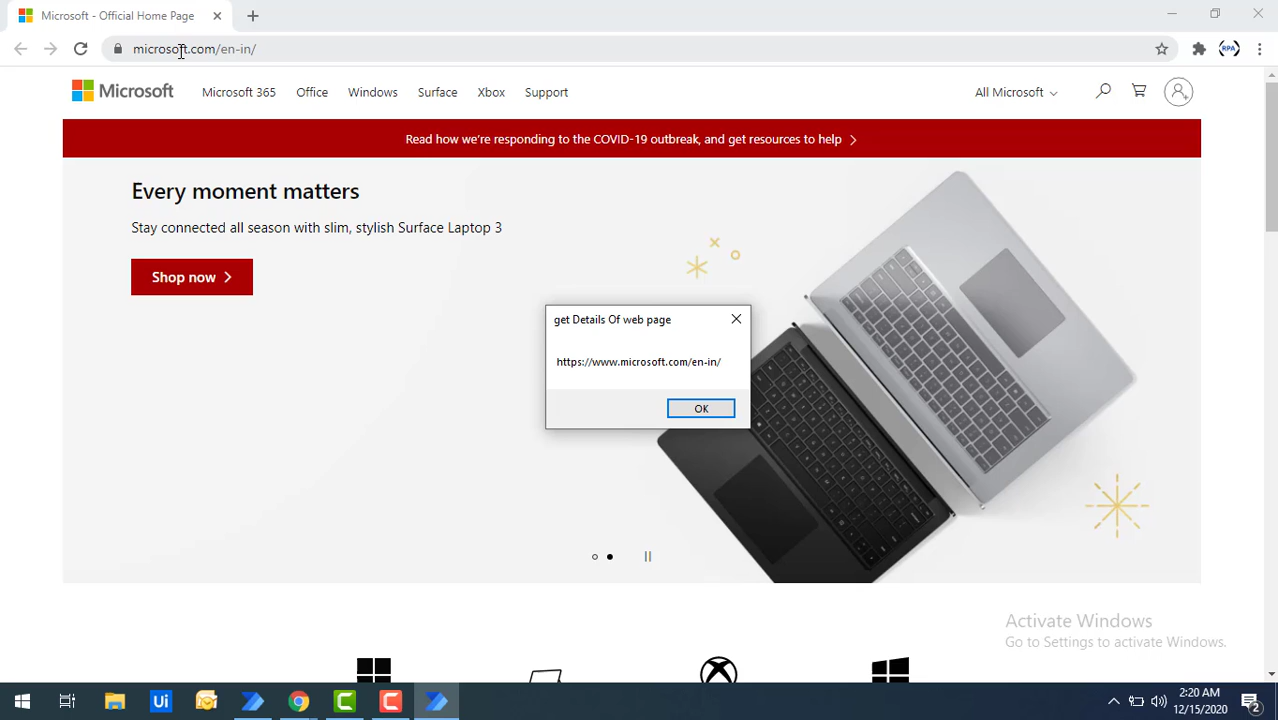 Microsoft - Official Home Page
microsoft.com/en-in/
RPA
Microsoft
Microsoft 365
Office
Windows
Surface
Xbox
Support
All Microsoft
Read how we're responding to the COVID-19 outbreak, and get resources to help
Every moment matters
Stay connected all season with slim, stylish Surface Laptop 3
Shop now
get Details Of web page
https://www.microsoft.com/en-in/
OK
Activate Windows
Go to Settings to activate Windows.
Ui
2:20 AM
12/15/2020
2